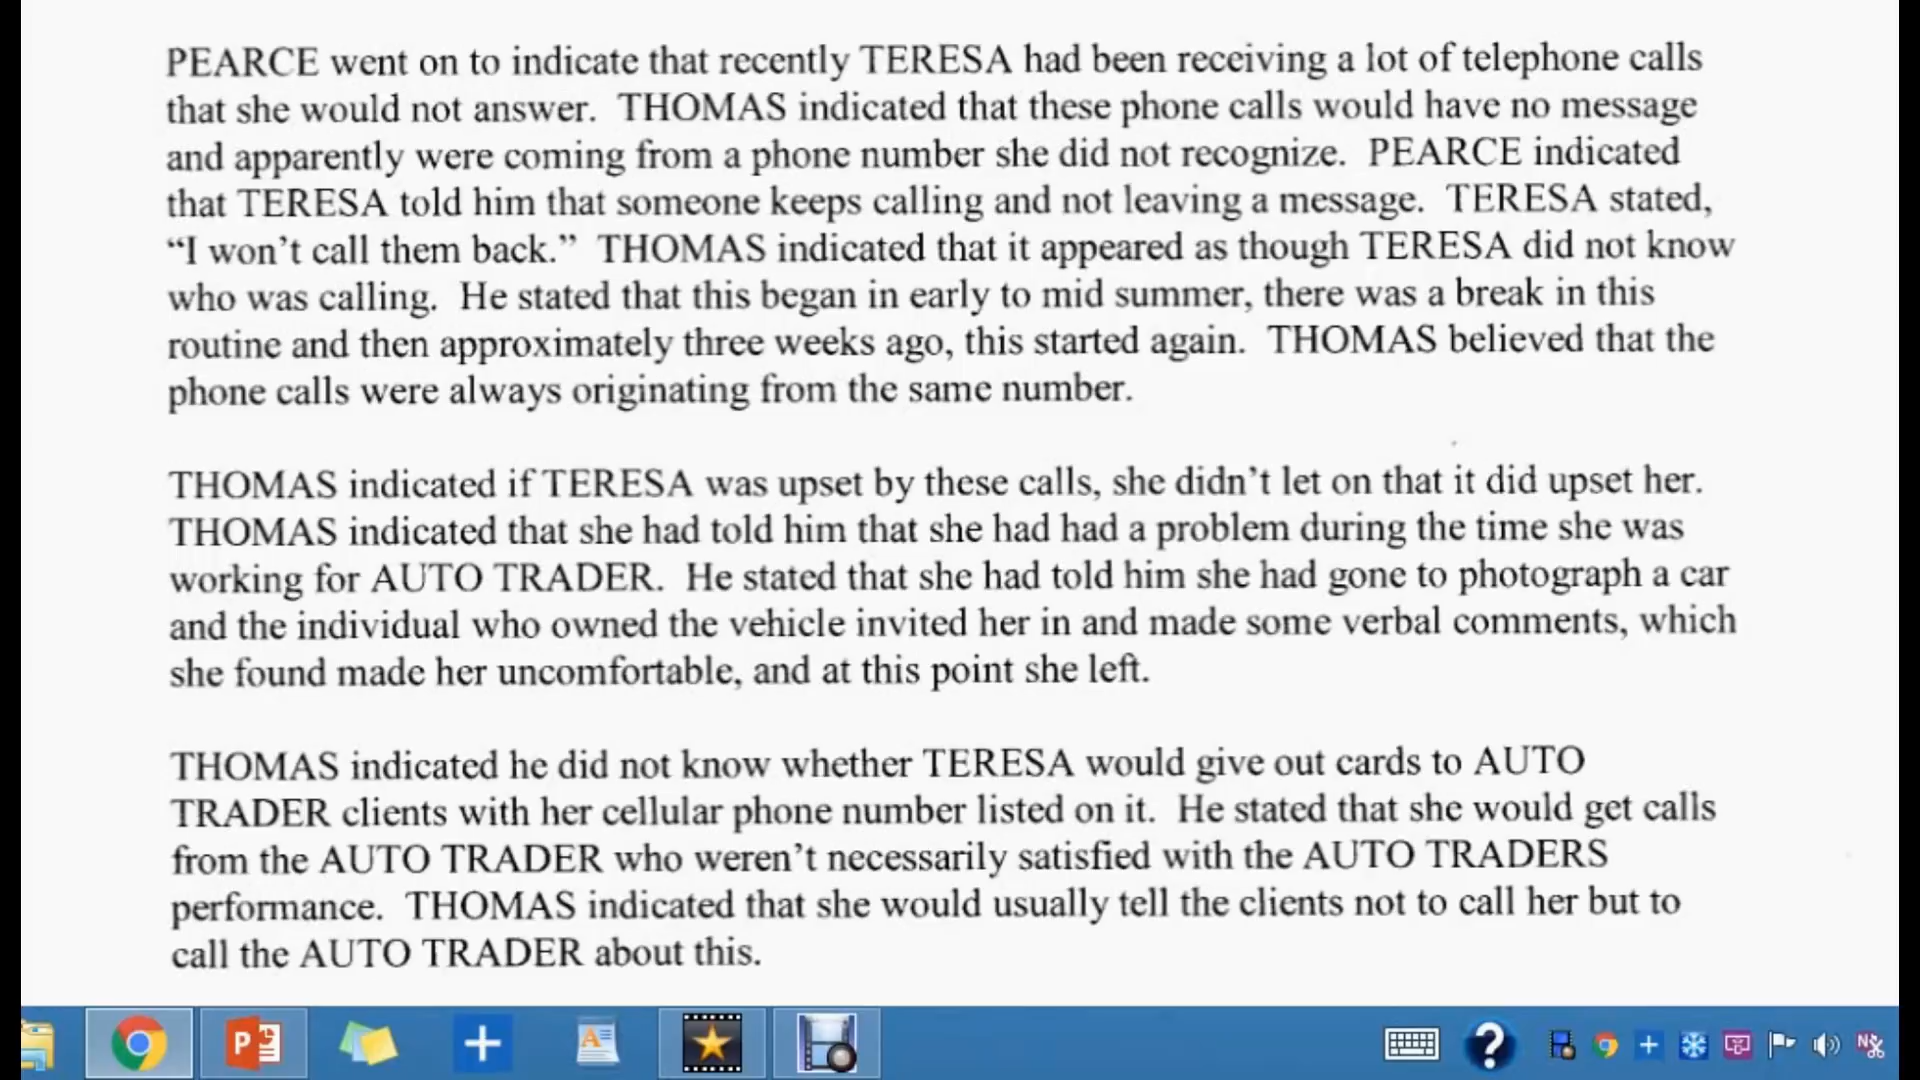 PEARCE went on to indicate that recently TERESA had been receiving a lot of telephone calls
that she would not answer.  THOMAS indicated that these phone calls would have no message
and apparently were coming from a phone number she did not recognize.  PEARCE indicated
that TERESA told him that someone keeps calling and not leaving a message.  TERESA stated,
“I won’t call them back.”  THOMAS indicated that it appeared as though TERESA did not know
who was calling.  He stated that this began in early to mid summer, there was a break in this
routine and then approximately three weeks ago, this started again.  THOMAS believed that the
phone calls were always originating from the same number.
THOMAS indicated if TERESA was upset by these calls, she didn’t let on that it did upset her.
THOMAS indicated that she had told him that she had had a problem during the time she was
working for AUTO TRADER.  He stated that she had told him she had gone to photograph a car
and the individual who owned the vehicle invited her in and made some verbal comments, which
she found made her uncomfortable, and at this point she left.
THOMAS indicated he did not know whether TERESA would give out cards to AUTO
TRADER clients with her cellular phone number listed on it.  He stated that she would get calls
from the AUTO TRADER who weren’t necessarily satisfied with the AUTO TRADERS
performance.  THOMAS indicated that she would usually tell the clients not to call her but to
call the AUTO TRADER about this.